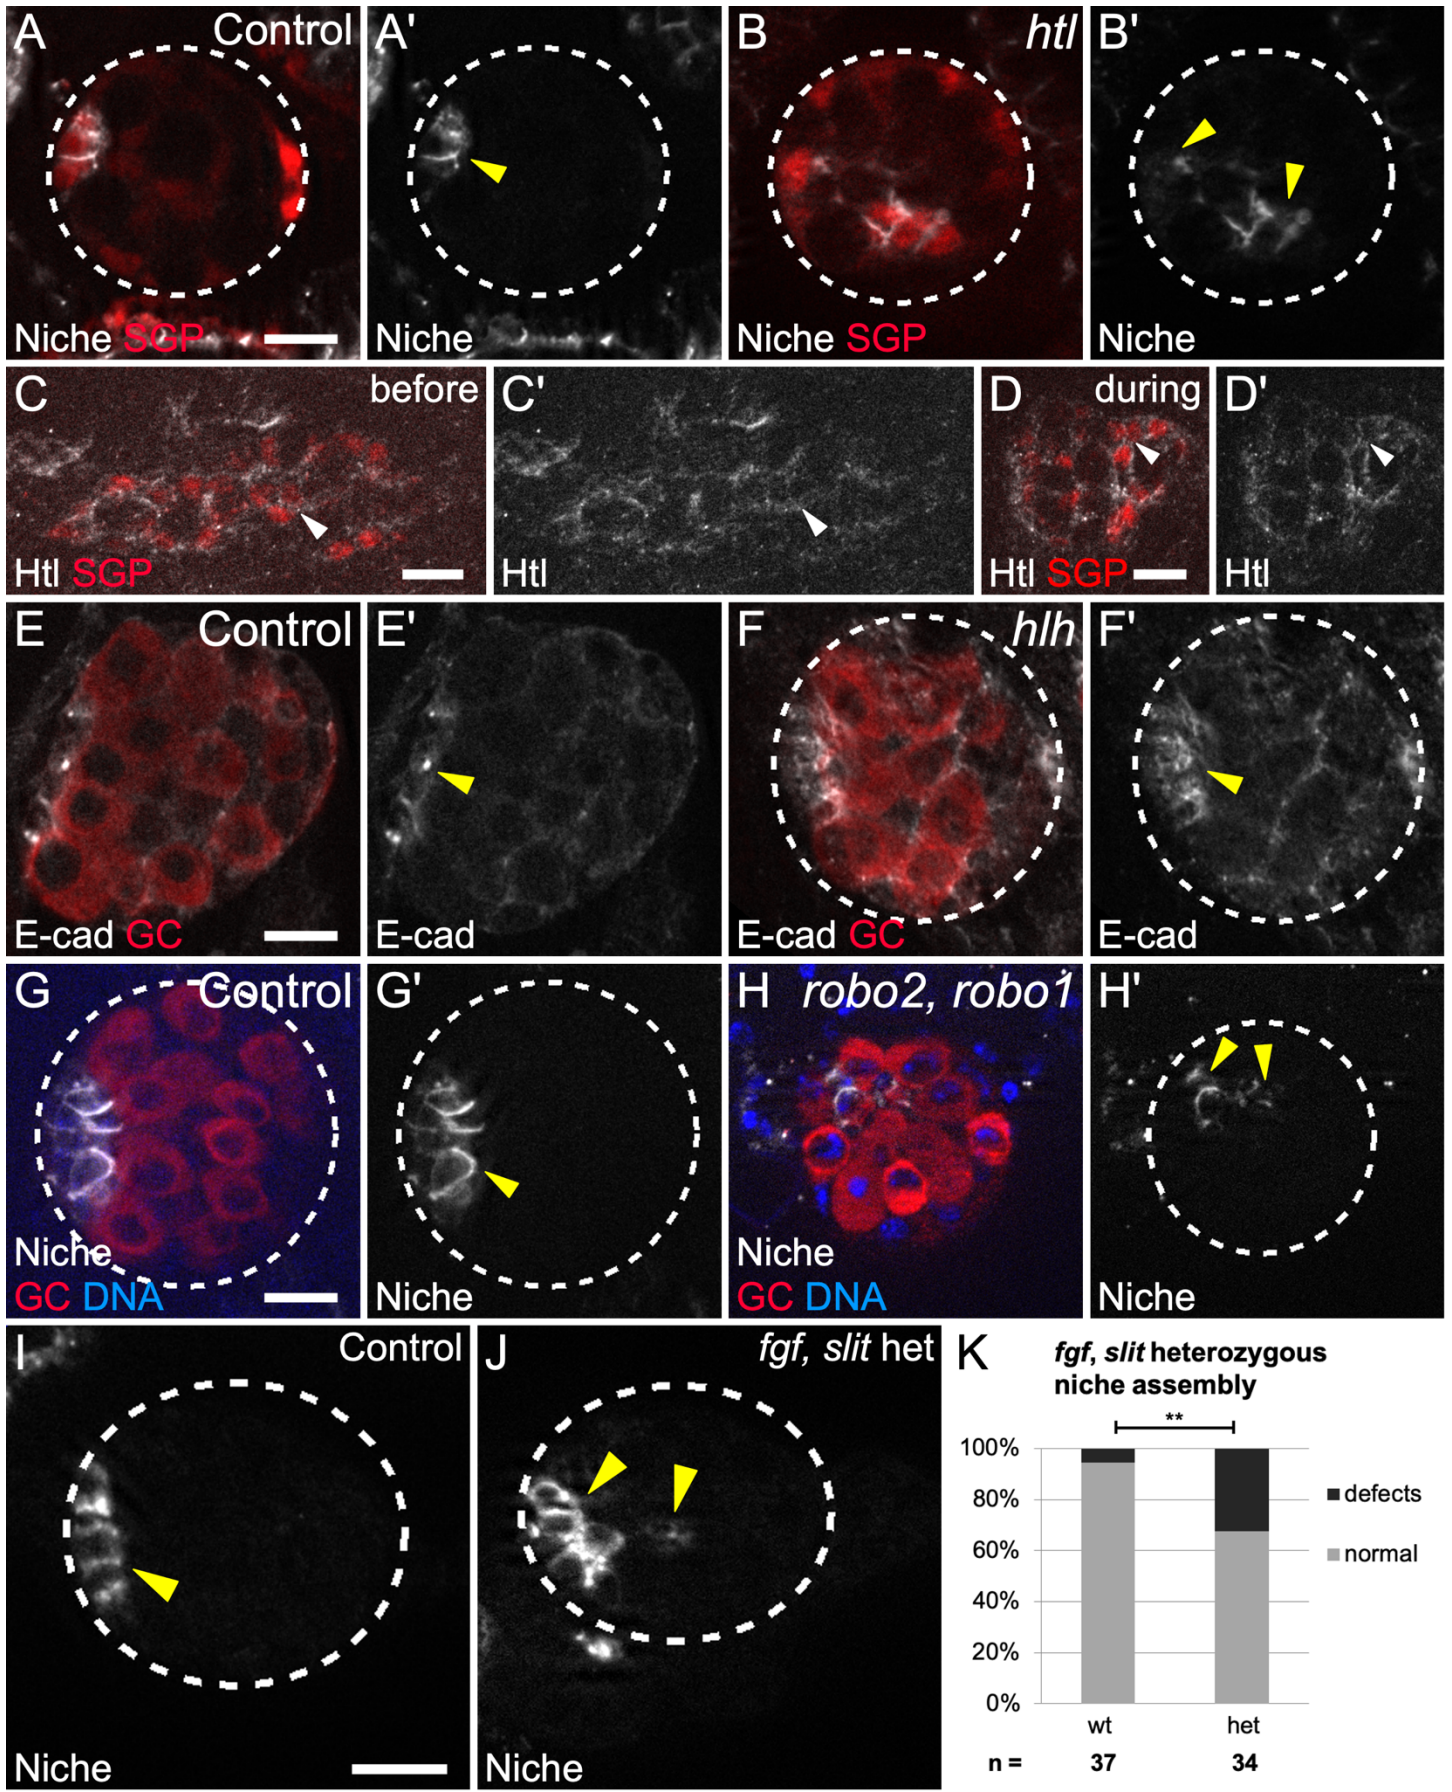 A Control A' B htl B'
Niche SGP Niche Niche SGP Niche
C before C' D during D'
Htl SGP Htl Htl SGP Htl
E Control E' F hlh F'
E-cad GC E-cad E-cad GC E-cad
G Control G' H robo2, robo1 H'
Niche Niche
GC DNA Niche GC DNA Niche
I Control J fgf, slit het K fgf, slit heterozygous
niche assembly
**
100%
80%
60%
40%
20%
0%
defects
normal
wt het
n = 37 34
Niche Niche